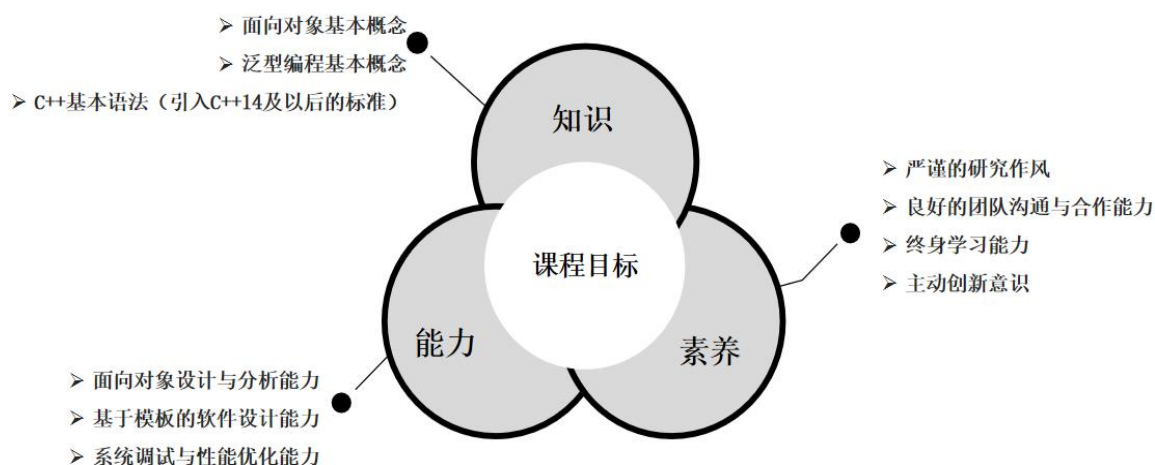 ➢ 面向对象基本概念
➢ 泛型编程基本概念
➢ C++基本语法（引入C++14及以后的标准）
知识
➢ 严谨的研究作风
➢ 良好的团队沟通与合作能力
➢ 终身学习能力
➢ 主动创新意识
课程目标
能力
素养
➢ 面向对象设计与分析能力
➢ 基于模板的软件设计能力
➢ 系统调试与性能优化能力